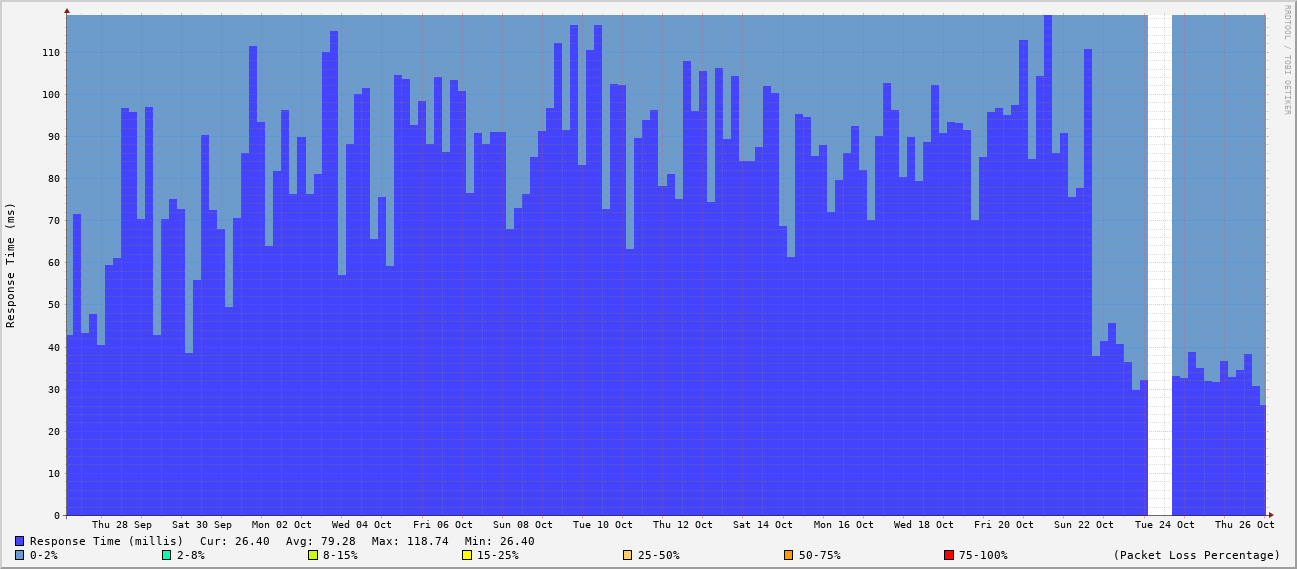 RRDTOOL / TOBI OETIKER
Response Time (ms)
110
100
90
80
70
60
50
40
30
20
10
0
Thu 28 Sep Sat 30 Sep Mon 02 Oct Wed 04 Oct Fri 06 Oct Sun 08 Oct Tue 10 Oct Thu 12 Oct Sat 14 Oct Mon 16 Oct Wed 18 Oct Fri 20 Oct Sun 22 Oct Tue 24 Oct Thu 26 Oct
Response Time (millis) Cur: 26.40 Avg: 79.28 Max: 118.74 Min: 26.40
0-2% 2-8% 8-15% 15-25% 25-50% 50-75% 75-100% (Packet Loss Percentage)